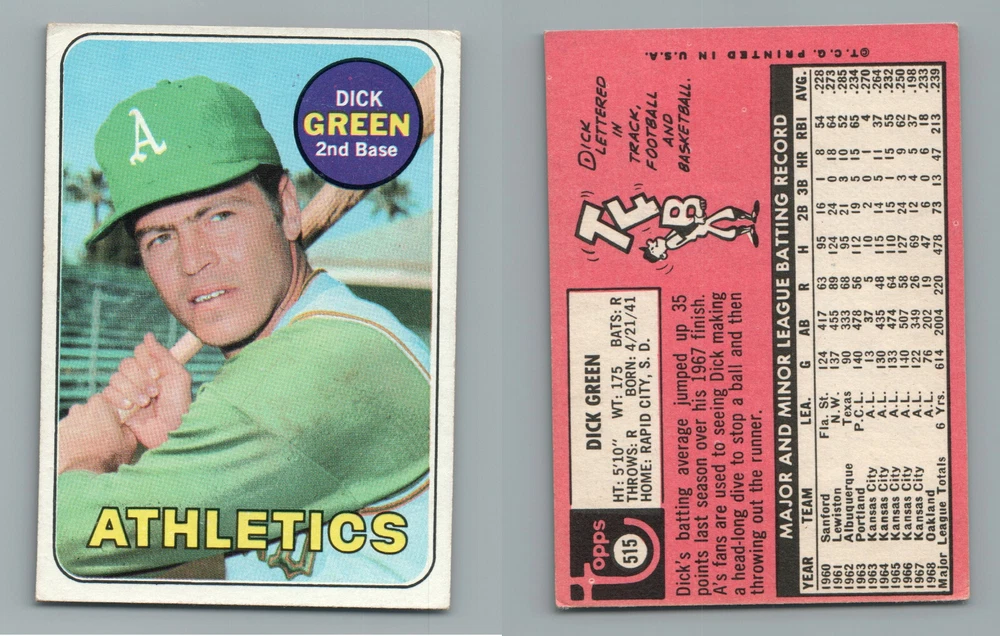 A
DICK
GREEN
2nd Base
ATHLETICS
Topps
515
DICK GREEN
HT: 5'10" WT: 175 BATS: R
THROWS: R BORN: 4/21/41
HOME: RAPID CITY, S. D.
Dick's batting average jumped up 35
points last season over his 1967 finish.
A's fans are used to seeing Dick making
a head-long dive to stop a ball and then
throwing out the runner.
T F B
DICK
LETTERED
IN
TRACK,
FOOTBALL
AND
BASKETBALL.
MAJOR AND MINOR LEAGUE BATTING RECORD
YEAR TEAM LEA. G AB R H 2B 3B HR RBI AVG.
1960 Sanford Fla. St. 124 417 63 95 16 1 8 54 .228
1961 Lewiston N.W. 137 455 89 124 24 0 18 64 .273
1962 Albuquerque Texas 90 333 68 95 21 3 10 52 .285
1963 Portland P.C.L. 140 478 56 112 19 5 15 65 .234
1963 Kansas City A.L. 13 37 3 10 2 0 0 4 .270
1964 Kansas City A.L. 130 435 48 115 14 5 11 37 .264
1965 Kansas City A.L. 133 474 64 110 15 1 15 55 .232
1966 Kansas City A.L. 140 507 58 127 24 3 9 62 .250
1967 Kansas City A.L. 122 349 26 69 12 4 5 37 .198
1968 Oakland A.L. 76 202 19 47 6 0 6 18 .233
Major League Totals 6 Yrs. 614 2004 220 478 73 13 47 213 .239
©T.C.G. PRINTED IN U.S.A.